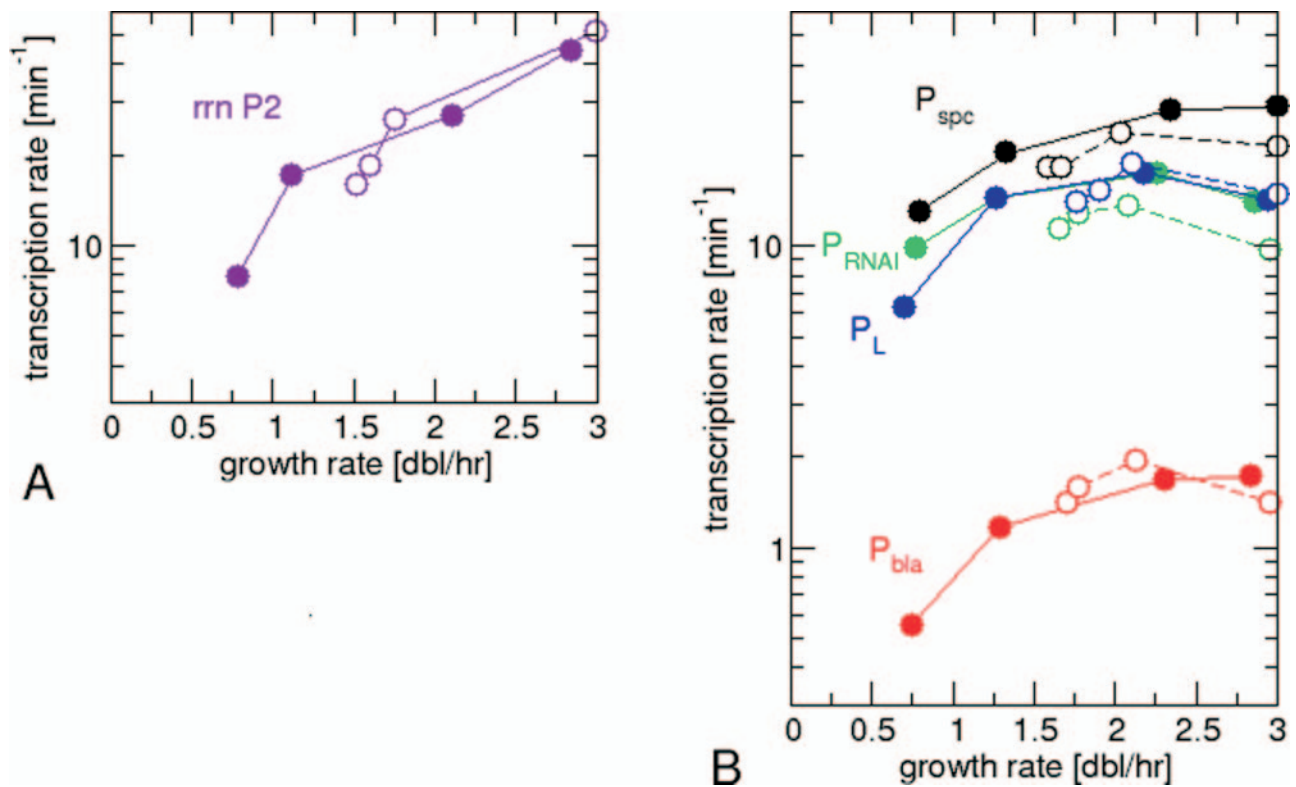 rrn P2
transcription rate [min⁻¹]
10
0 0.5 1 1.5 2 2.5 3
growth rate [dbl/hr]
A
P_spc
P_RNAI
P_L
P_bla
transcription rate [min⁻¹]
10
1
0 0.5 1 1.5 2 2.5 3
growth rate [dbl/hr]
B